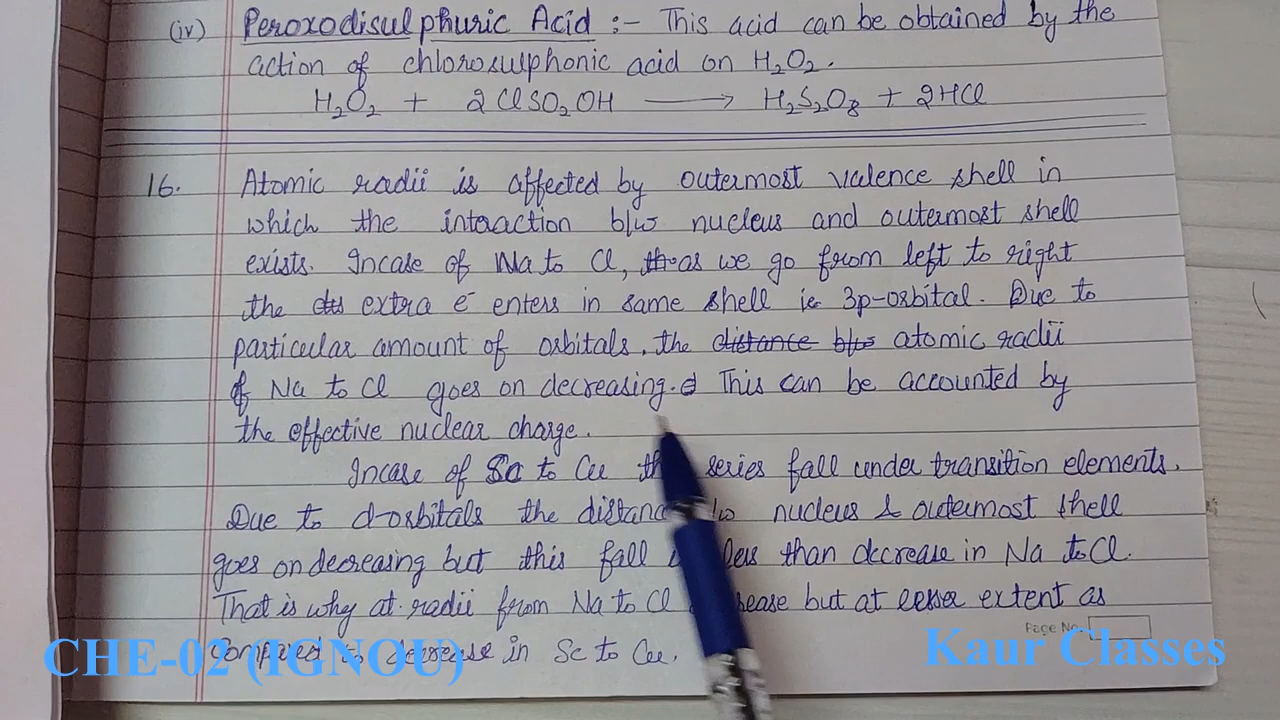 (iv) Peroxodisulphuric Acid :- This acid can be obtained by the
action of chlorosulphonic acid on H₂O₂.
H₂O₂ + 2ClSO₂OH ⟶ H₂S₂O₈ + 2HCl
16. Atomic radii is affected by outermost valence shell in
which the interaction b/w nucleus and outermost shell
exists. Incase of Na to Cl, as we go from left to right
the extra e⁻ enters in same shell ie 3p-orbital. Due to
particular amount of orbitals, the distance b/w atomic radii
of Na to Cl goes on decreasing. This can be accounted by
the effective nuclear charge.
Incase of Sc to Cu series fall under transition elements.
Due to d-orbitals the nucleus & outermost shell
goes on decreasing but this fall less than decrease in Na to Cl.
That is why at. radii from Na to Cl but at lesser extent as
compared to decrease in Sc to Cu.
Page No.
CHE-02 (IGNOU)
Kaur Classes